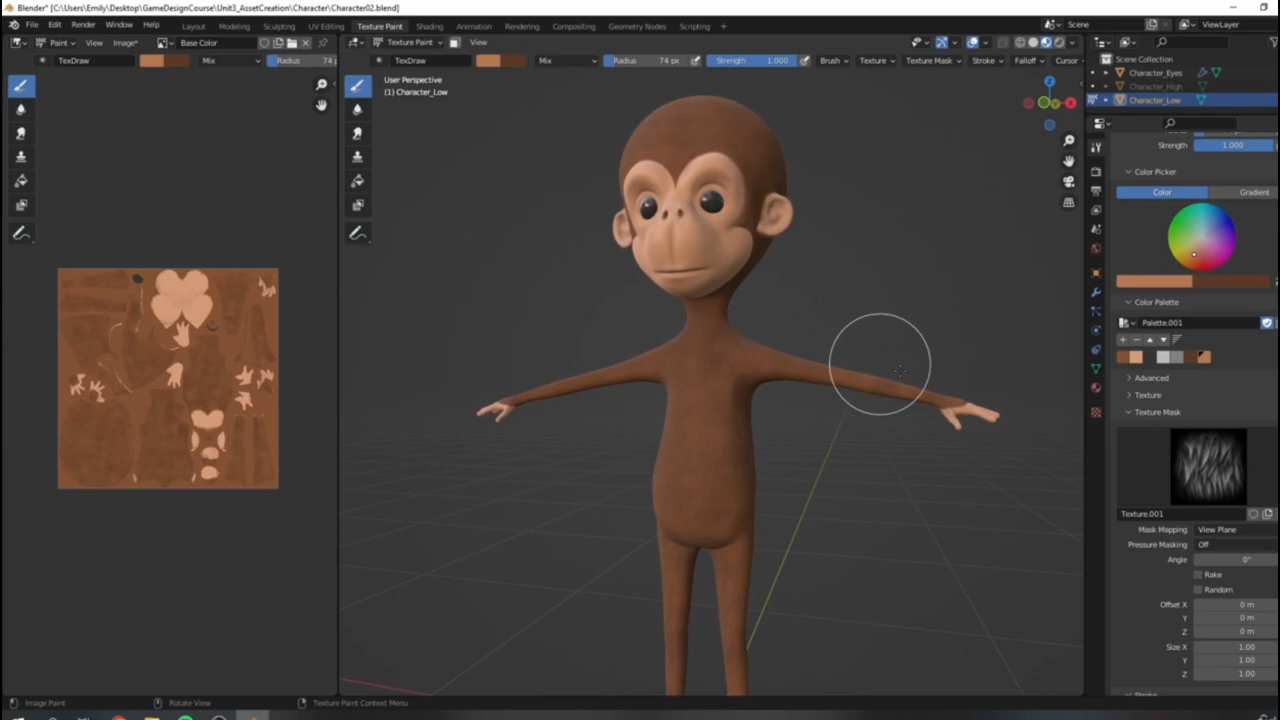 Blender* [C:\Users\Emily\Desktop\GameDesignCourse\Unit3_AssetCreation\Character\Character02.blend]
File Edit Render Window Help Layout Modeling Sculpting UV Editing Texture Paint Shading Animation Rendering Compositing Geometry Nodes Scripting + Scene ViewLayer
Paint View Image* Base Color Texture Paint View
TexDraw Mix Radius 74 p TexDraw Mix Radius 74 px Strength 1.000 Brush Texture Texture Mask Stroke Falloff Cursor
Scene Collection
Character_Eyes
Character_High
Character_Low
User Perspective
(1) Character_Low
Z
X
Strength 1.000
Color Picker
Color Gradient
Color Palette
Palette.001
Advanced
Texture
Texture Mask
Texture.001
Mask Mapping View Plane
Pressure Masking Off
Angle 0°
Rake
Random
Offset X 0 m
Y 0 m
Z 0 m
Size X 1.00
Y 1.00
Z 1.00
Image Paint Rotate View Texture Paint Context Menu